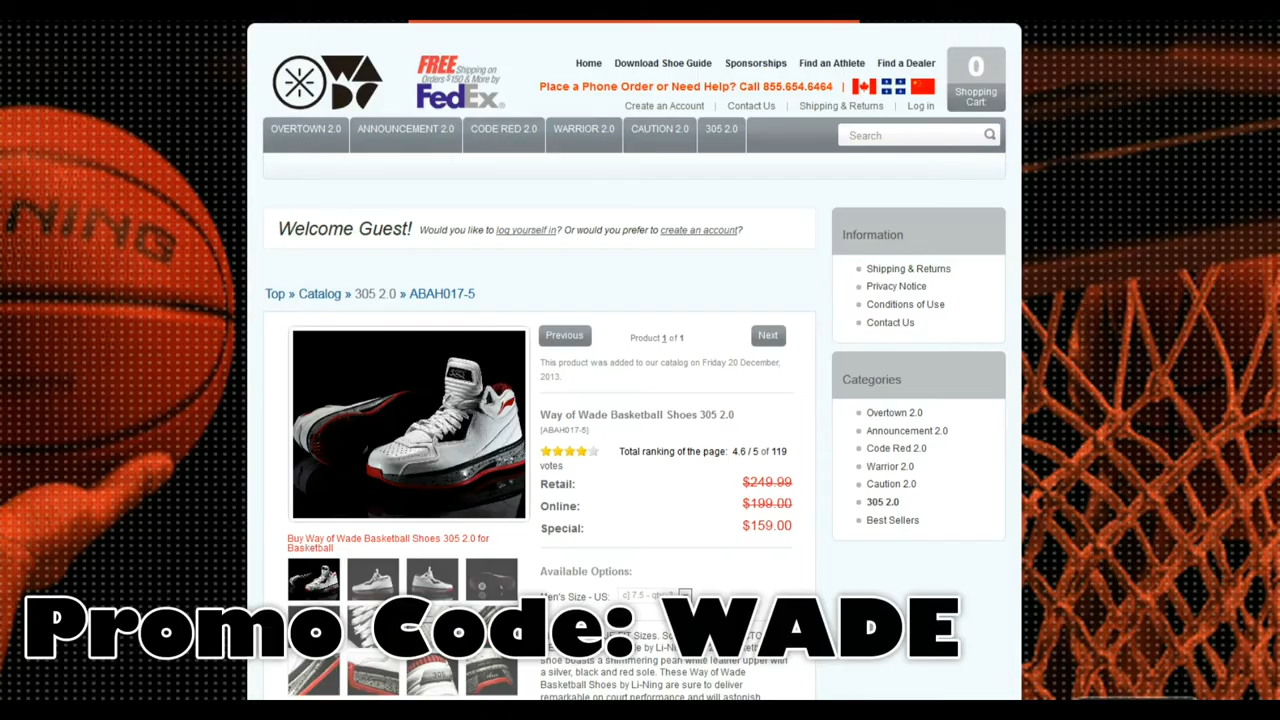 WADE
FREE Shipping on
Orders $150 & More by
FedEx
Home Download Shoe Guide Sponsorships Find an Athlete Find a Dealer
Place a Phone Order or Need Help? Call 855.654.6464 |
Create an Account | Contact Us | Shipping & Returns | Log in
0
Shopping
Cart
OVERTOWN 2.0 ANNOUNCEMENT 2.0 CODE RED 2.0 WARRIOR 2.0 CAUTION 2.0 305 2.0
Search
NING
Welcome Guest! Would you like to log yourself in? Or would you prefer to create an account?
Information
Shipping & Returns
Privacy Notice
Conditions of Use
Contact Us
Top » Catalog » 305 2.0 » ABAH017-5
Previous Product 1 of 1 Next
This product was added to our catalog on Friday 20 December,
2013.
Way of Wade Basketball Shoes 305 2.0
[ABAH017-5]
Total ranking of the page: 4.6 / 5 of 119
votes
Retail: $249.99
Online: $199.00
Special: $159.00
Buy Way of Wade Basketball Shoes 305 2.0 for
Basketball
Available Options:
Men's Size - US:
Categories
Overtown 2.0
Announcement 2.0
Code Red 2.0
Warrior 2.0
Caution 2.0
305 2.0
Best Sellers
Promo Code: WADE
shoe boasts a shimmering pearl white leather upper with
a silver, black and red sole. These Way of Wade
Basketball Shoes by Li-Ning are sure to deliver
remarkable on court performance and will astonish